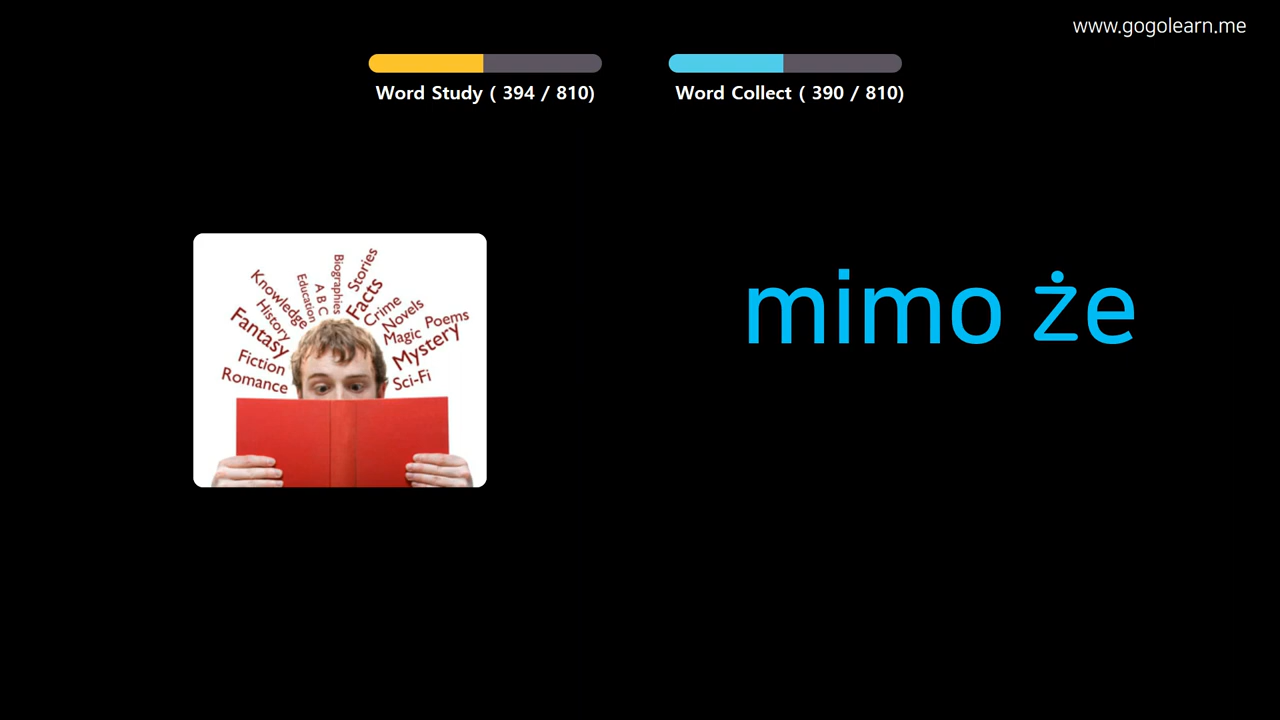 www.gogolearn.me
Word Study ( 394 / 810)
Word Collect ( 390 / 810)
mimo że
Knowledge
History
Fantasy
Fiction
Romance
Education
A B C
Biographies
Stories
Facts
Crime
Novels
Magic
Poems
Mystery
Sci-Fi